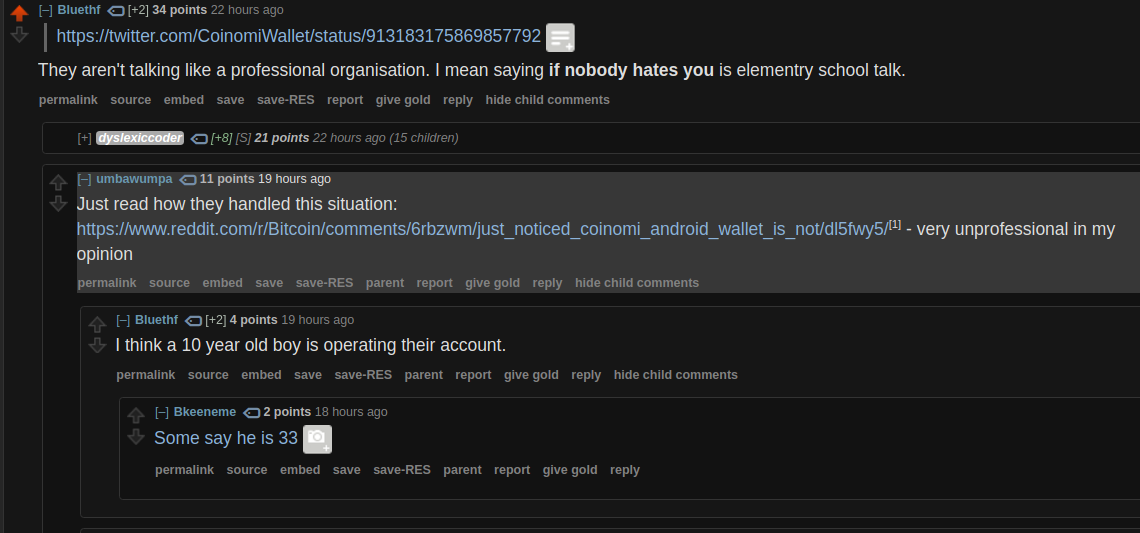 [–] Bluethf [+2] 34 points 22 hours ago
https://twitter.com/CoinomiWallet/status/913183175869857792
They aren't talking like a professional organisation. I mean saying if nobody hates you is elementry school talk.
permalink source embed save save-RES report give gold reply hide child comments
[+] dyslexiccoder [+8] [S] 21 points 22 hours ago (15 children)
[–] umbawumpa 11 points 19 hours ago
Just read how they handled this situation:
https://www.reddit.com/r/Bitcoin/comments/6rbzwm/just_noticed_coinomi_android_wallet_is_not/dl5fwy5/[1] - very unprofessional in my
opinion
permalink source embed save save-RES parent report give gold reply hide child comments
[–] Bluethf [+2] 4 points 19 hours ago
I think a 10 year old boy is operating their account.
permalink source embed save save-RES parent report give gold reply hide child comments
[–] Bkeeneme 2 points 18 hours ago
Some say he is 33
permalink source embed save save-RES parent report give gold reply